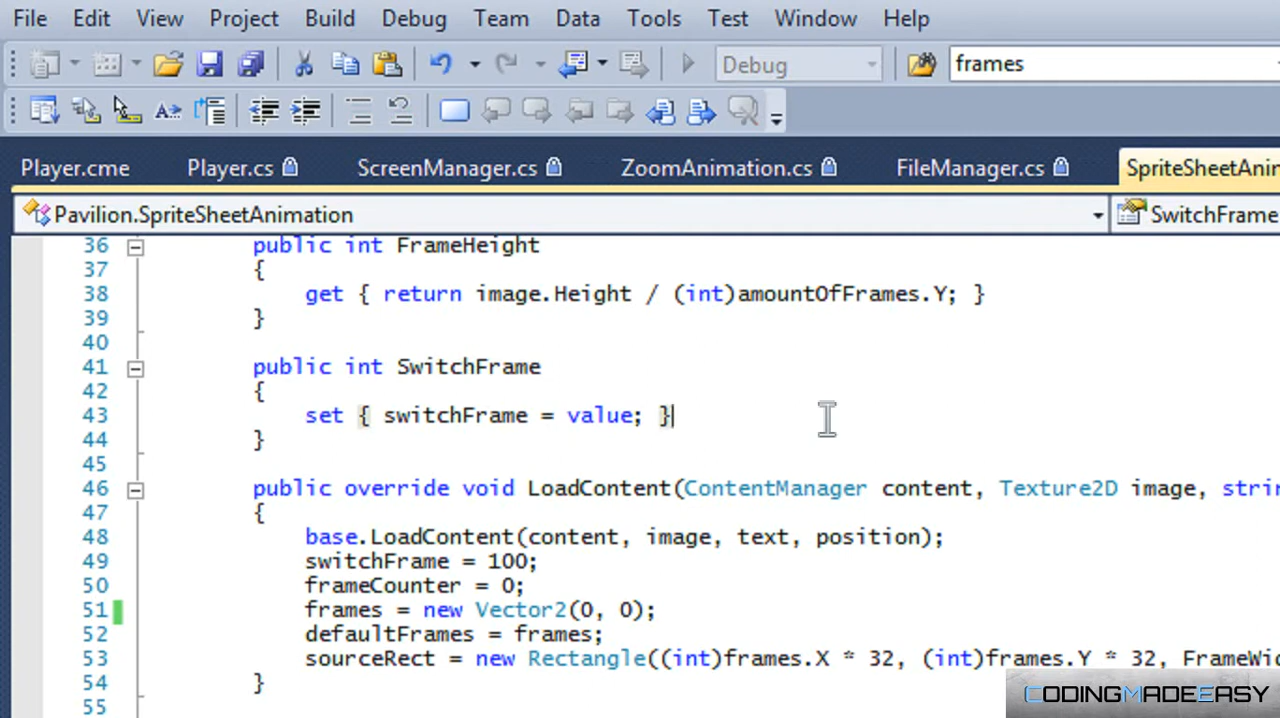 File Edit View Project Build Debug Team Data Tools Test Window Help
Debug frames
Player.cme Player.cs ScreenManager.cs ZoomAnimation.cs FileManager.cs SpriteSheetAnim
Pavilion.SpriteSheetAnimation SwitchFrame
36 public int FrameHeight
37 {
38 get { return image.Height / (int)amountOfFrames.Y; }
39 }
40
41 public int SwitchFrame
42 {
43 set { switchFrame = value; }
44 }
45
46 public override void LoadContent(ContentManager content, Texture2D image, strin
47 {
48 base.LoadContent(content, image, text, position);
49 switchFrame = 100;
50 frameCounter = 0;
51 frames = new Vector2(0, 0);
52 defaultFrames = frames;
53 sourceRect = new Rectangle((int)frames.X * 32, (int)frames.Y * 32, FrameWid
54 }
55
CODINGMADEEASY